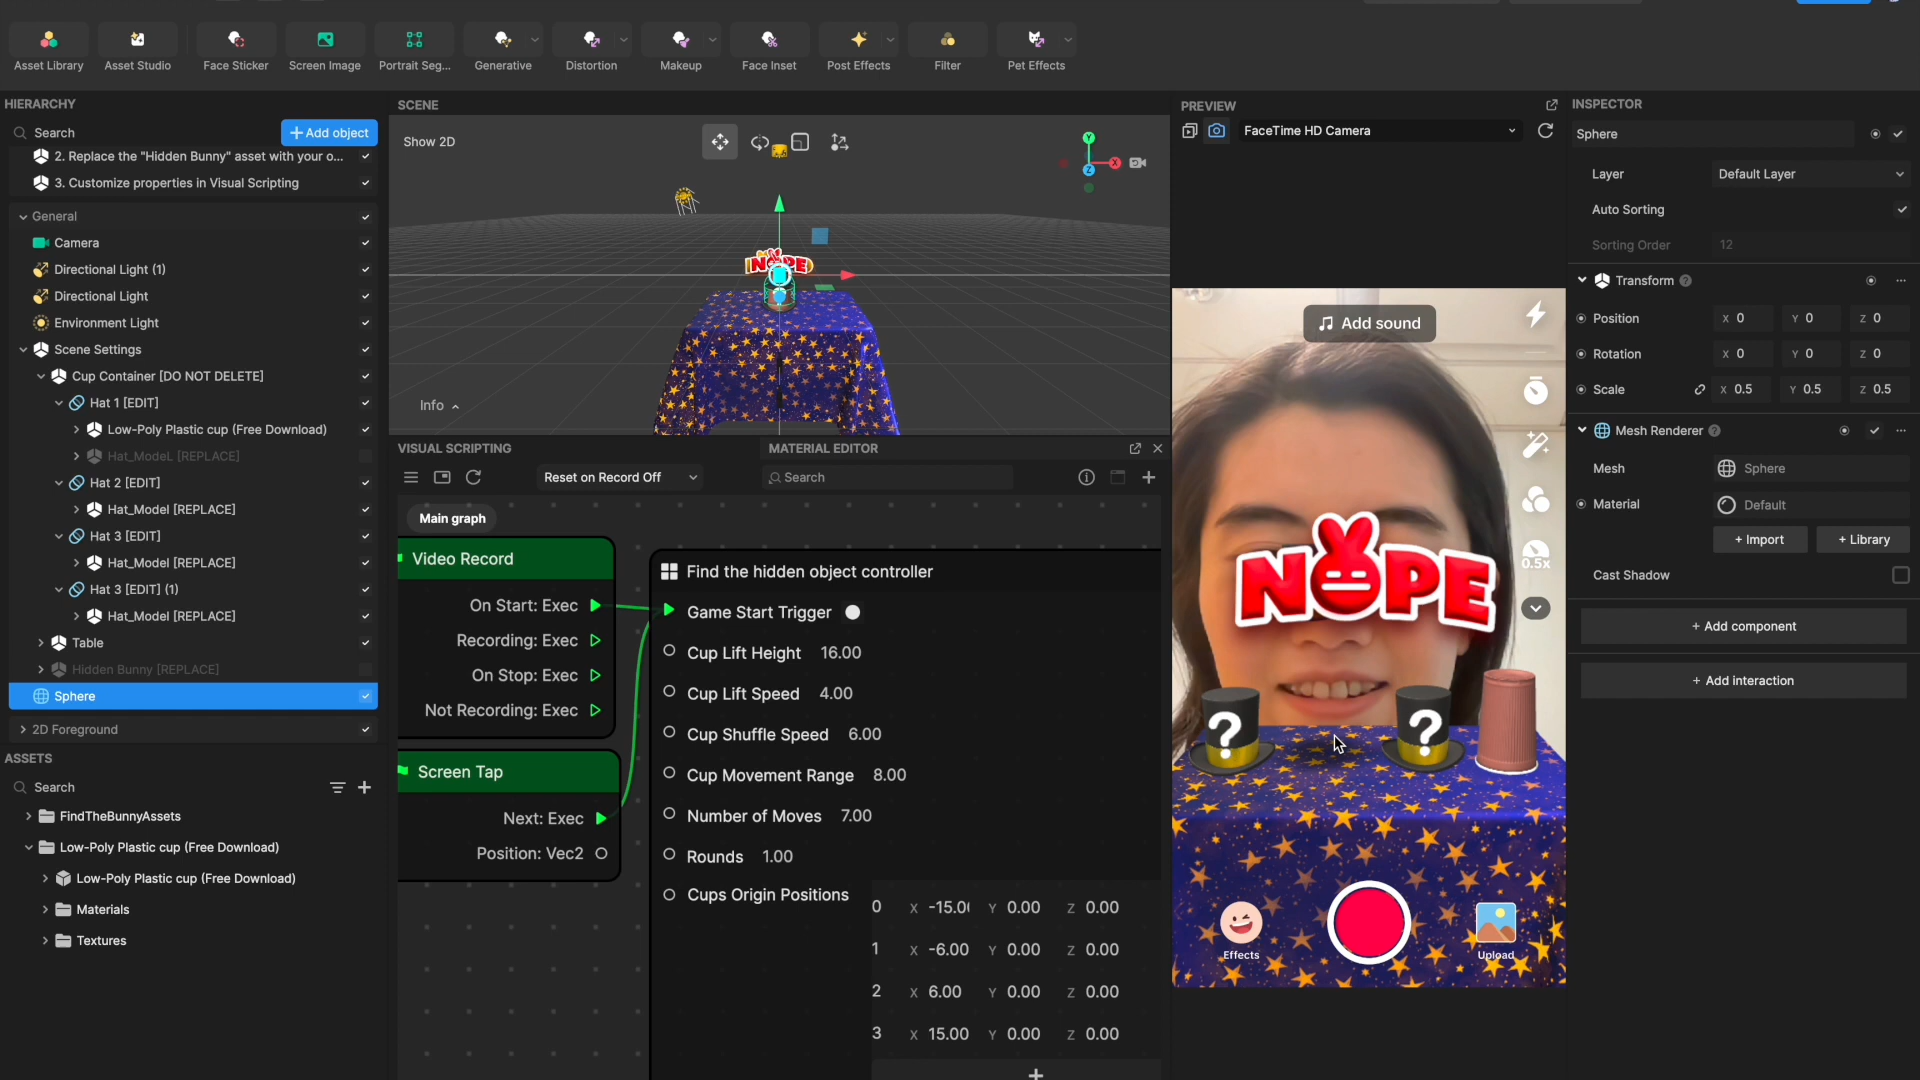 Asset Library
Asset Studio
Face Sticker
Screen Image
Portrait Seg...
Generative
Distortion
Makeup
Face Inset
Post Effects
Filter
Pet Effects
HIERARCHY
Search
Add object
2. Replace the "Hidden Bunny" asset with your o...
3. Customize properties in Visual Scripting
General
Camera
Directional Light (1)
Directional Light
Environment Light
Scene Settings
Cup Container [DO NOT DELETE]
Hat 1 [EDIT]
Low-Poly Plastic cup (Free Download)
Hat_Model [REPLACE]
Hat 2 [EDIT]
Hat_Model [REPLACE]
Hat 3 [EDIT]
Hat_Model [REPLACE]
Hat 3 [EDIT] (1)
Hat_Model [REPLACE]
Table
Hidden Bunny [REPLACE]
Sphere
2D Foreground
ASSETS
Search
FindTheBunnyAssets
Low-Poly Plastic cup (Free Download)
Low-Poly Plastic cup (Free Download)
Materials
Textures
SCENE
Show 2D
Y
X
Z
NOPE
Info
VISUAL SCRIPTING
MATERIAL EDITOR
Reset on Record Off
Search
Main graph
Video Record
On Start: Exec
Recording: Exec
On Stop: Exec
Not Recording: Exec
Screen Tap
Next: Exec
Position: Vec2
Find the hidden object controller
Game Start Trigger
Cup Lift Height 16.00
Cup Lift Speed 4.00
Cup Shuffle Speed 6.00
Cup Movement Range 8.00
Number of Moves 7.00
Rounds 1.00
Cups Origin Positions
0 X -15.0( Y 0.00 Z 0.00
1 X -6.00 Y 0.00 Z 0.00
2 X 6.00 Y 0.00 Z 0.00
3 X 15.00 Y 0.00 Z 0.00
PREVIEW
FaceTime HD Camera
Add sound
0.5x
NOPE
? ?
Effects
Upload
INSPECTOR
Sphere
Layer Default Layer
Auto Sorting
Sorting Order 12
Transform
Position X 0 Y 0 Z 0
Rotation X 0 Y 0 Z 0
Scale X 0.5 Y 0.5 Z 0.5
Mesh Renderer
Mesh Sphere
Material Default
+ Import
+ Library
Cast Shadow
+ Add component
+ Add interaction